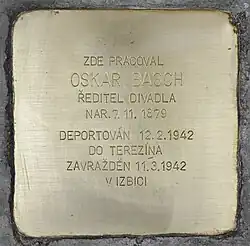 ZDE PRACOVAL
OSKAR BASCH
ŘEDITEL DIVADLA
NAR. 7. 11. 1879
DEPORTOVÁN 12. 2. 1942
DO TEREZÍNA
ZAVRAŽDĚN 11. 3. 1942
V IZBICI